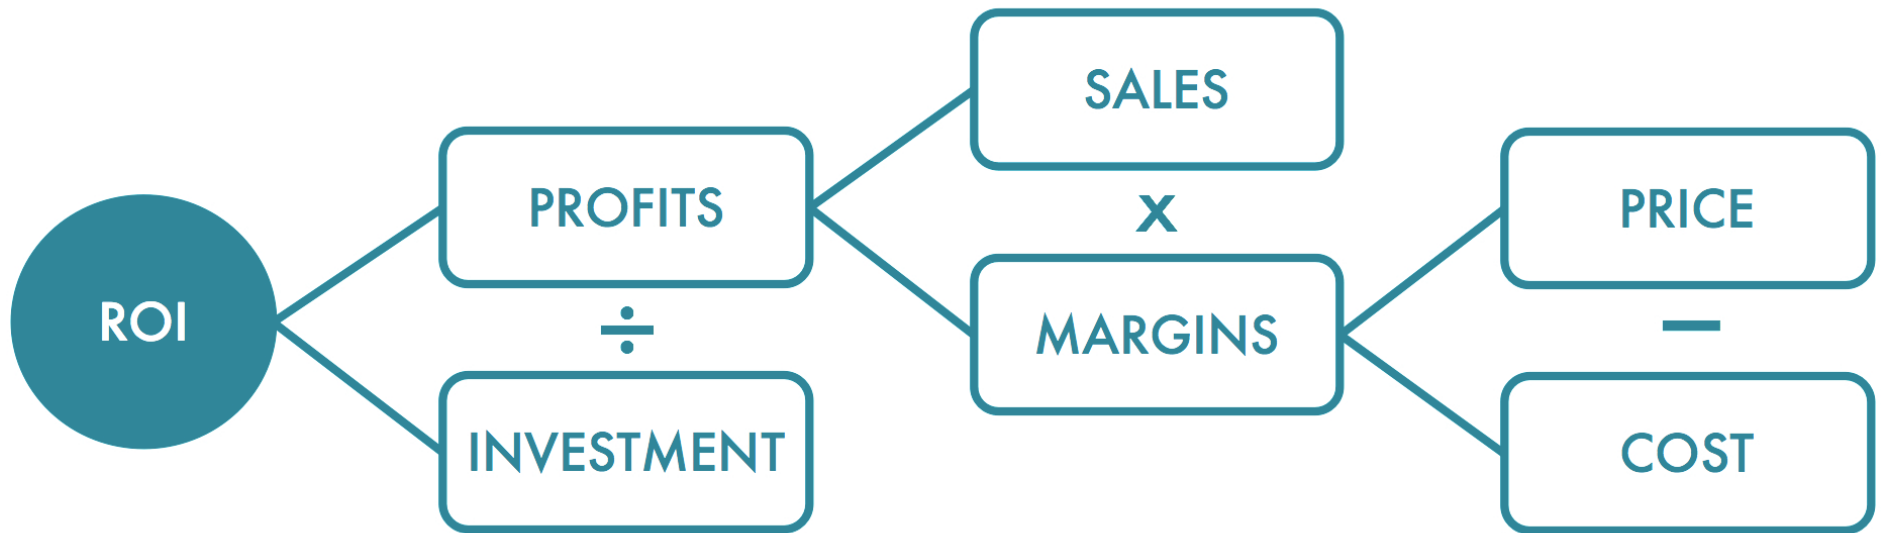 ROI
PROFITS
÷
INVESTMENT
SALES
x
MARGINS
PRICE
−
COST